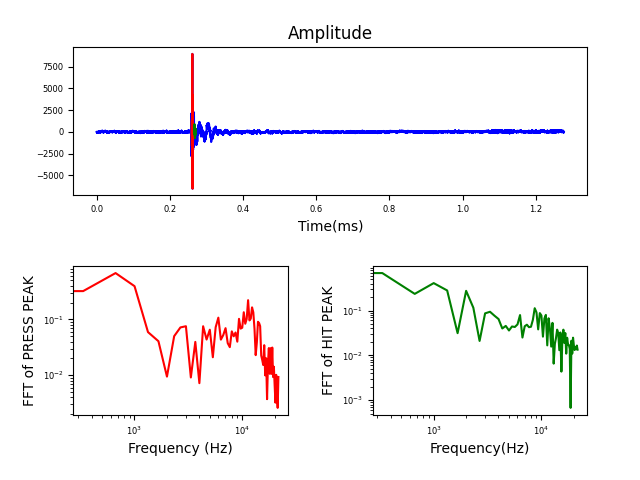 Amplitude
7500
5000
2500
0
−2500
−5000
0.0 0.2 0.4 0.6 0.8 1.0 1.2
Time(ms)
FFT of PRESS PEAK
10⁻¹
10⁻²
10³ 10⁴
Frequency (Hz)
FFT of HIT PEAK
10⁻¹
10⁻²
10⁻³
10³ 10⁴
Frequency(Hz)